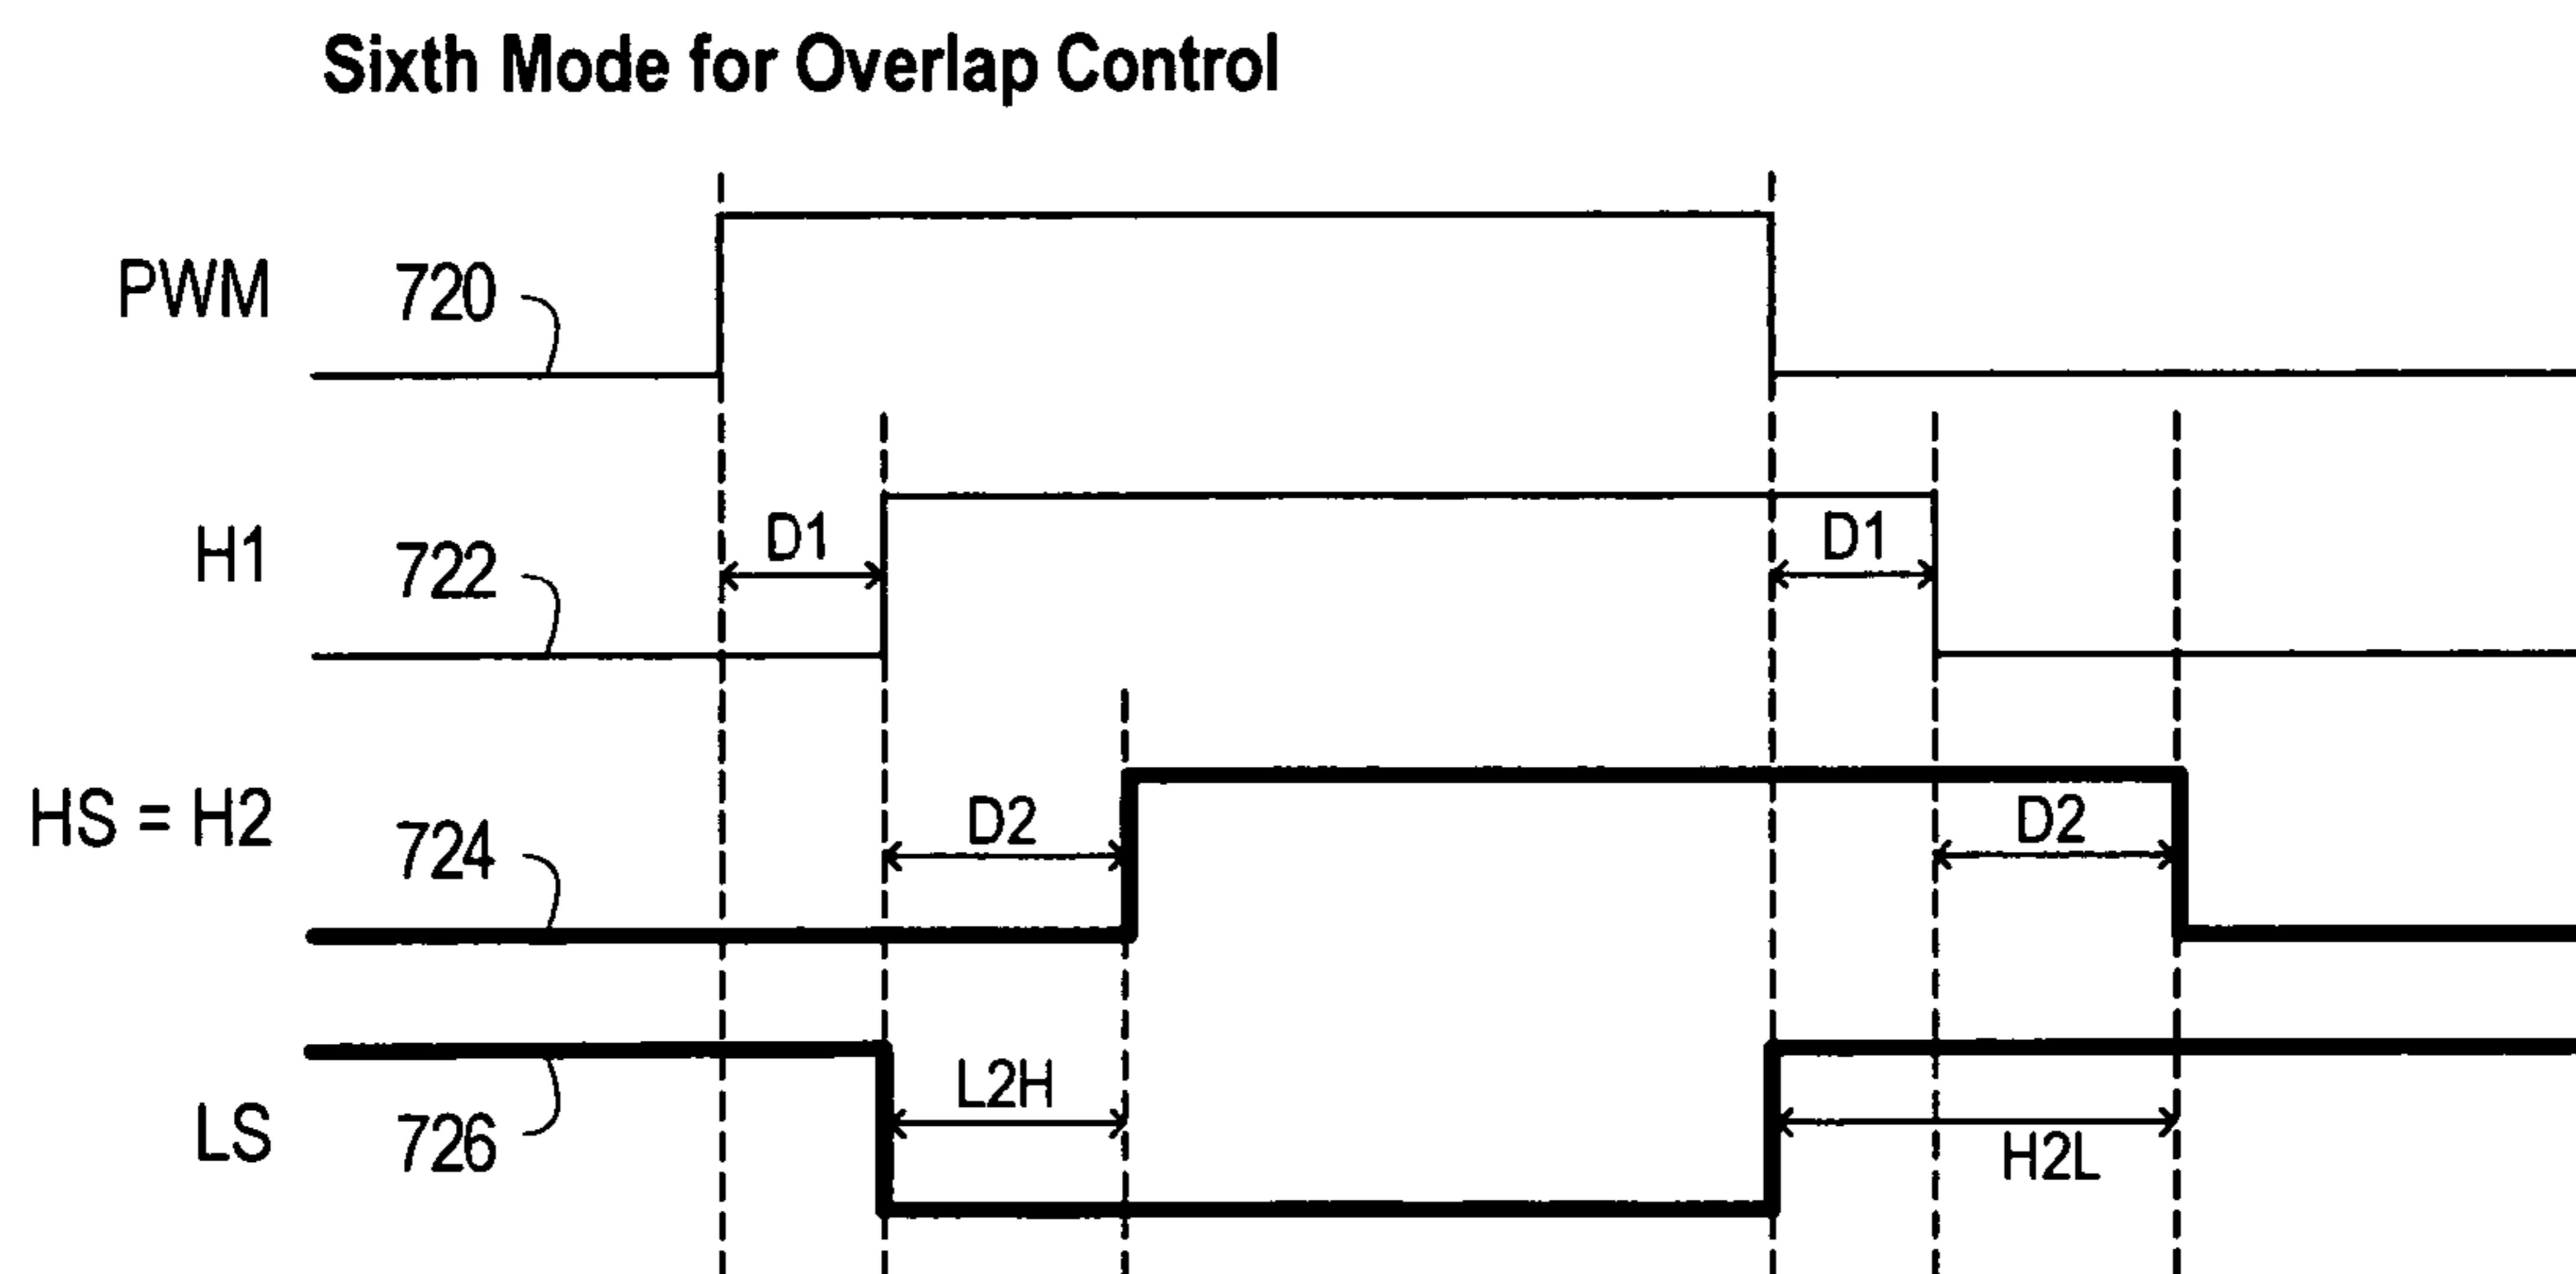 Sixth Mode for Overlap Control
PWM 720
H1 722 D1 D1
HS = H2 724 D2 D2
LS 726 L2H H2L